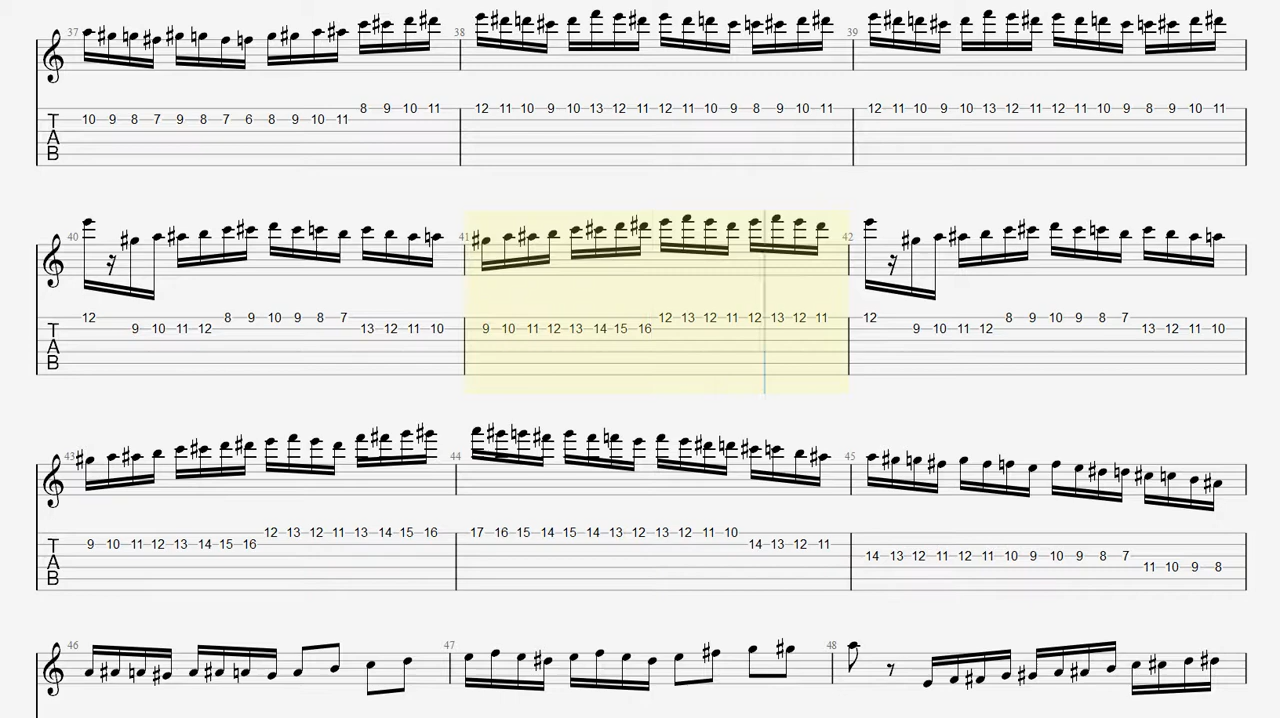 37 38 39
8 9 10 11 12 11 10 9 10 13 12 11 12 11 10 9 8 9 10 11 12 11 10 9 10 13 12 11 12 11 10 9 8 9 10 11
T 10 9 8 7 9 8 7 6 8 9 10 11
A
B
40 41 42
12 8 9 10 9 8 7 12 13 12 11 12 13 12 11 12 8 9 10 9 8 7
T 9 10 11 12 13 12 11 10 9 10 11 12 13 14 15 16 9 10 11 12 13 12 11 10
A
B
43 44 45
12 13 12 11 13 14 15 16 17 16 15 14 15 14 13 12 13 12 11 10
T 9 10 11 12 13 14 15 16 14 13 12 11
A 14 13 12 11 12 11 10 9 10 9 8 7
11 10 9 8
B
46 47 48